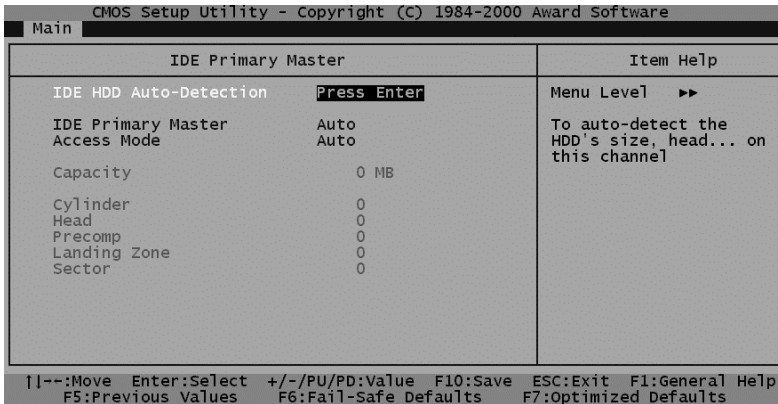 CMOS Setup Utility - Copyright (C) 1984-2000 Award Software
Main
IDE Primary Master
Item Help
IDE HDD Auto-Detection Press Enter
Menu Level ▶▶
IDE Primary Master Auto
Access Mode Auto
To auto-detect the
HDD's size, head... on
this channel
Capacity 0 MB
Cylinder 0
Head 0
Precomp 0
Landing Zone 0
Sector 0
↑↓→←:Move Enter:Select +/-/PU/PD:Value F10:Save ESC:Exit F1:General Help
F5:Previous Values F6:Fail-Safe Defaults F7:Optimized Defaults